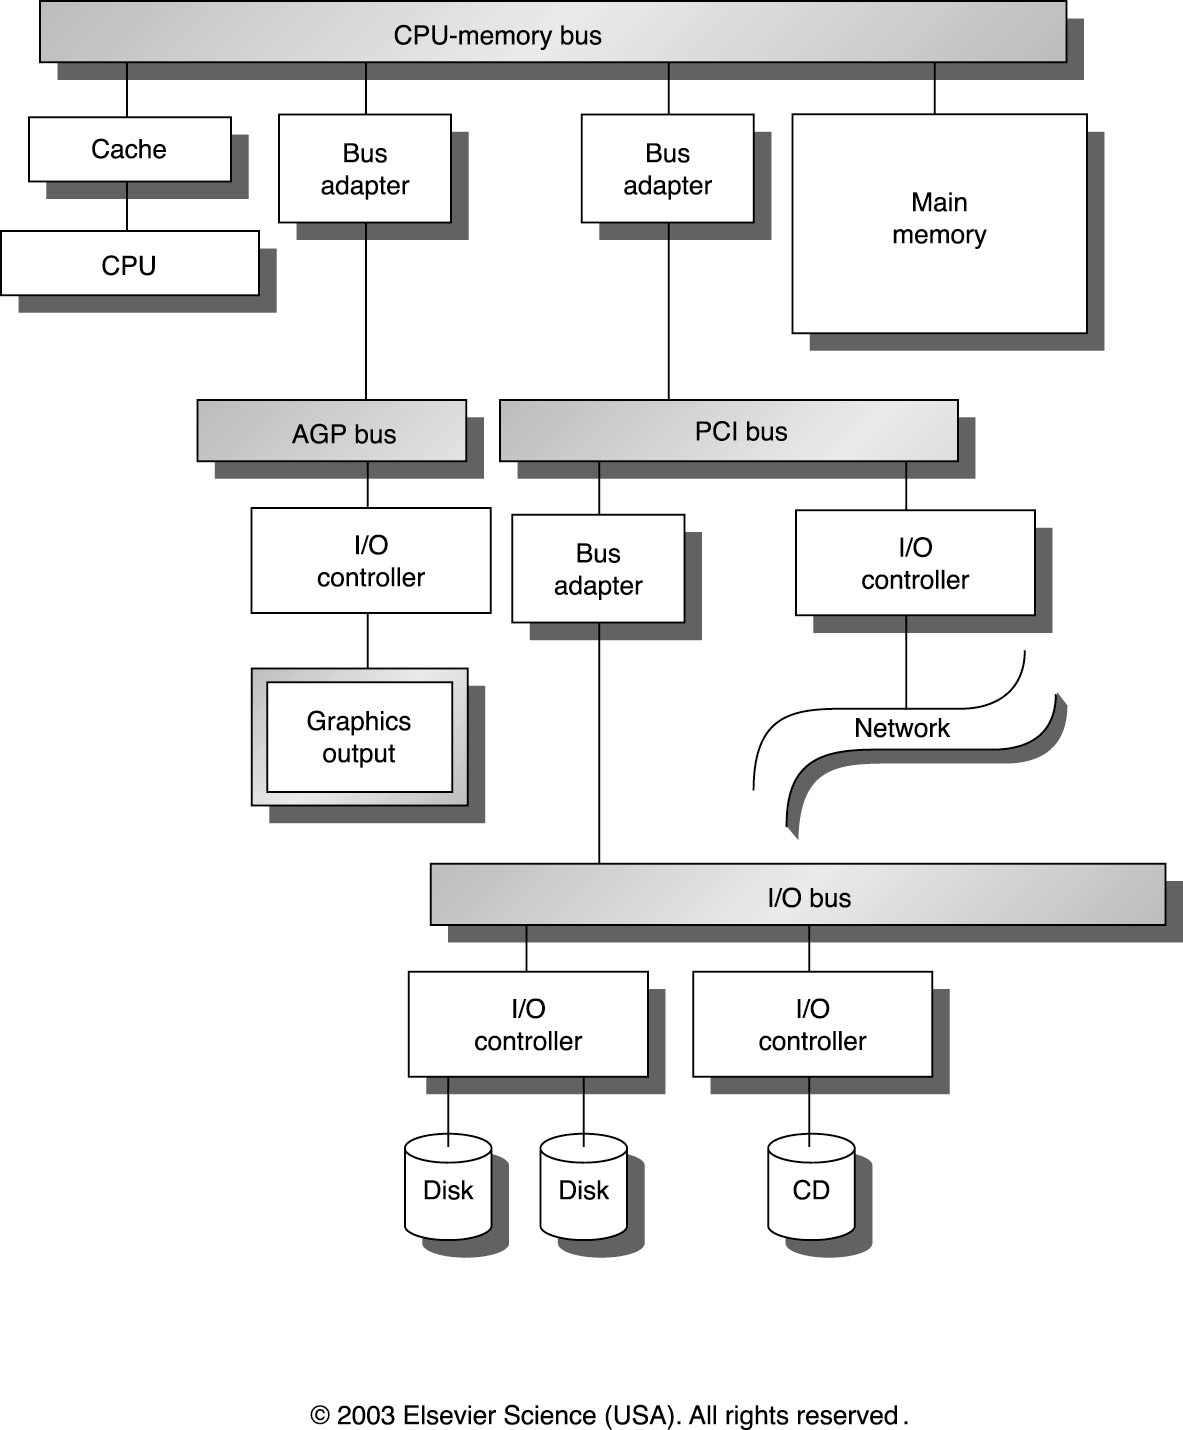 CPU-memory bus
Cache
Bus
adapter
Bus
adapter
Main
memory
CPU
AGP bus
PCI bus
I/O
controller
Bus
adapter
I/O
controller
Graphics
output
Network
I/O bus
I/O
controller
I/O
controller
Disk
Disk
CD
© 2003 Elsevier Science (USA). All rights reserved.